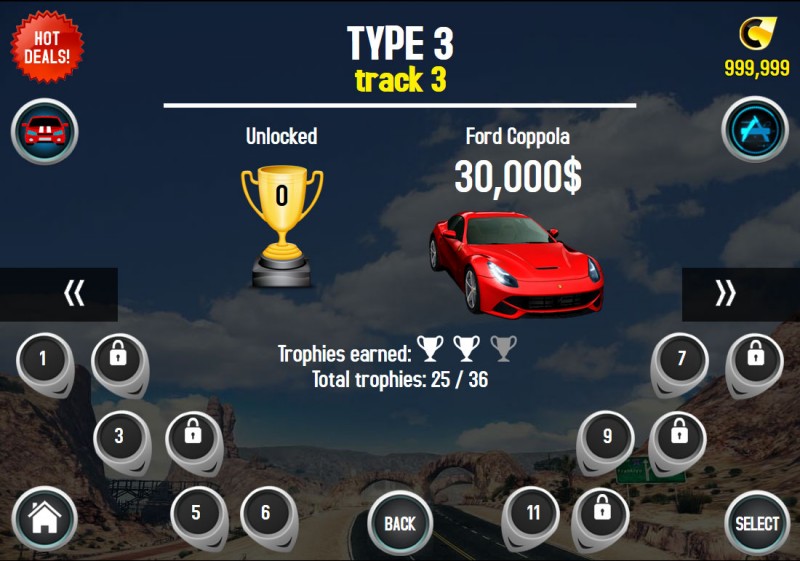 HOT
DEALS!
TYPE 3
track 3
999,999
Unlocked
0
Ford Coppola
30,000$
«
»
Trophies earned:
Total trophies: 25 / 36
1
7
3
9
5
6
11
BACK
SELECT